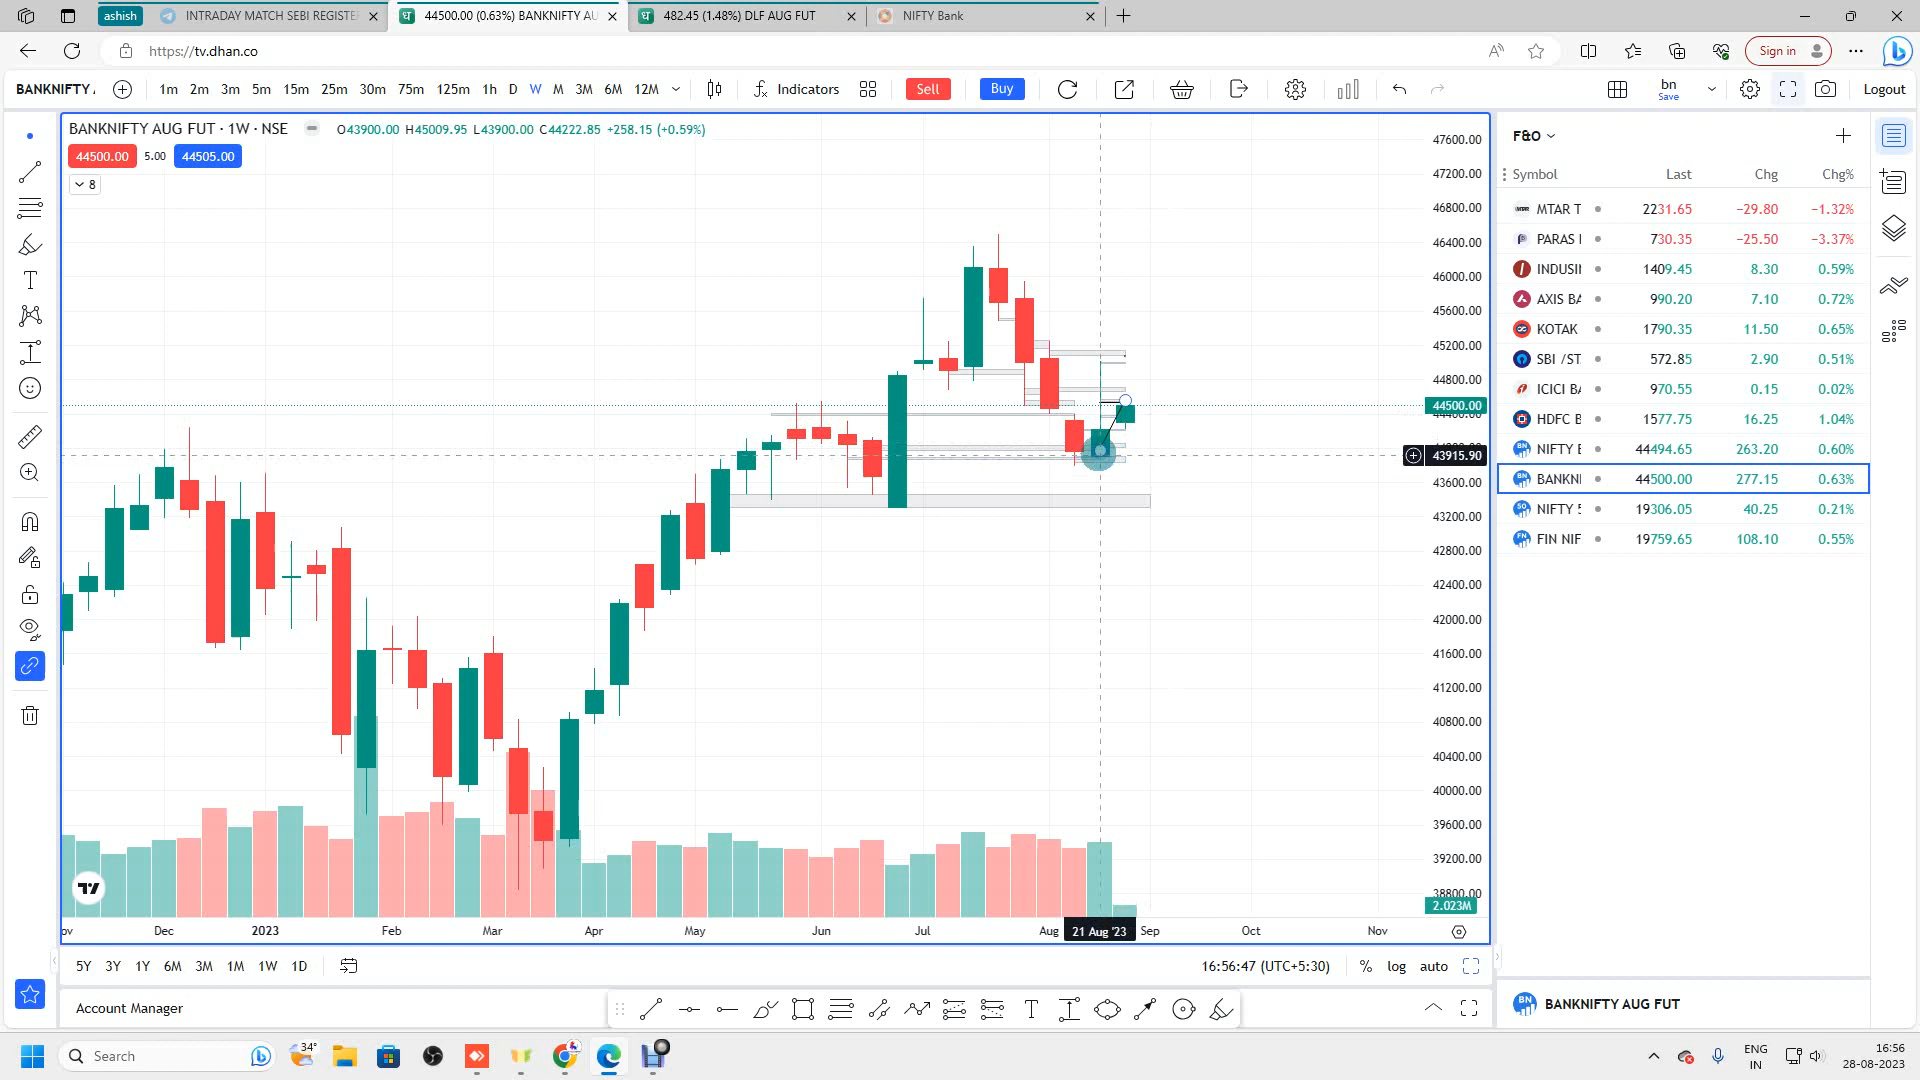 ashish
INTRADAY MATCH SEBI REGISTE
44500.00 (0.63%) BANKNIFTY AU
482.45 (1.48%) DLF AUG FUT
NIFTY Bank
https://tv.dhan.co
Sign in
BANKNIFTY
1m 2m 3m 5m 15m 25m 30m 75m 125m 1h D W M 3M 6M 12M
Indicators
Sell
Buy
bn
Save
Logout
BANKNIFTY AUG FUT · 1W · NSE
O43900.00 H45009.95 L43900.00 C44222.85 +258.15 (+0.59%)
44500.00 5.00 44505.00
8
47600.00
47200.00
46800.00
46400.00
46000.00
45600.00
45200.00
44800.00
44500.00
43915.90
43600.00
43200.00
42800.00
42400.00
42000.00
41600.00
41200.00
40800.00
40400.00
40000.00
39600.00
39200.00
38800.00
2.023M
Dec 2023 Feb Mar Apr May Jun Jul Aug 21 Aug '23 Sep Oct Nov
5Y 3Y 1Y 6M 3M 1M 1W 1D
16:56:47 (UTC+5:30) % log auto
Account Manager
F&O
Symbol Last Chg Chg%
MTAR T 2231.65 −29.80 −1.32%
PARAS 730.35 −25.50 −3.37%
INDUSI 1409.45 8.30 0.59%
AXIS BA 990.20 7.10 0.72%
KOTAK 1790.35 11.50 0.65%
SBI /ST 572.85 2.90 0.51%
ICICI BA 970.55 0.15 0.02%
HDFC B 1577.75 16.25 1.04%
NIFTY E 44494.65 263.20 0.60%
BANKNI 44500.00 277.15 0.63%
NIFTY 5 19306.05 40.25 0.21%
FIN NIF 19759.65 108.10 0.55%
BANKNIFTY AUG FUT
Search
34°
ENG
IN
16:56
28-08-2023